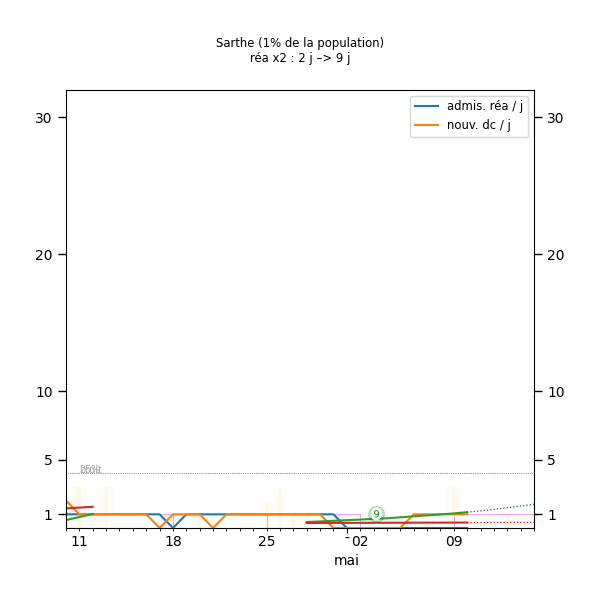 Sarthe (1% de la population)
réa x2 : 2 j –> 9 j
admis. réa / j
nouv. dc / j
30 30
20 20
10 10
5 5
1 1
9
11 18 25 02 09
mai